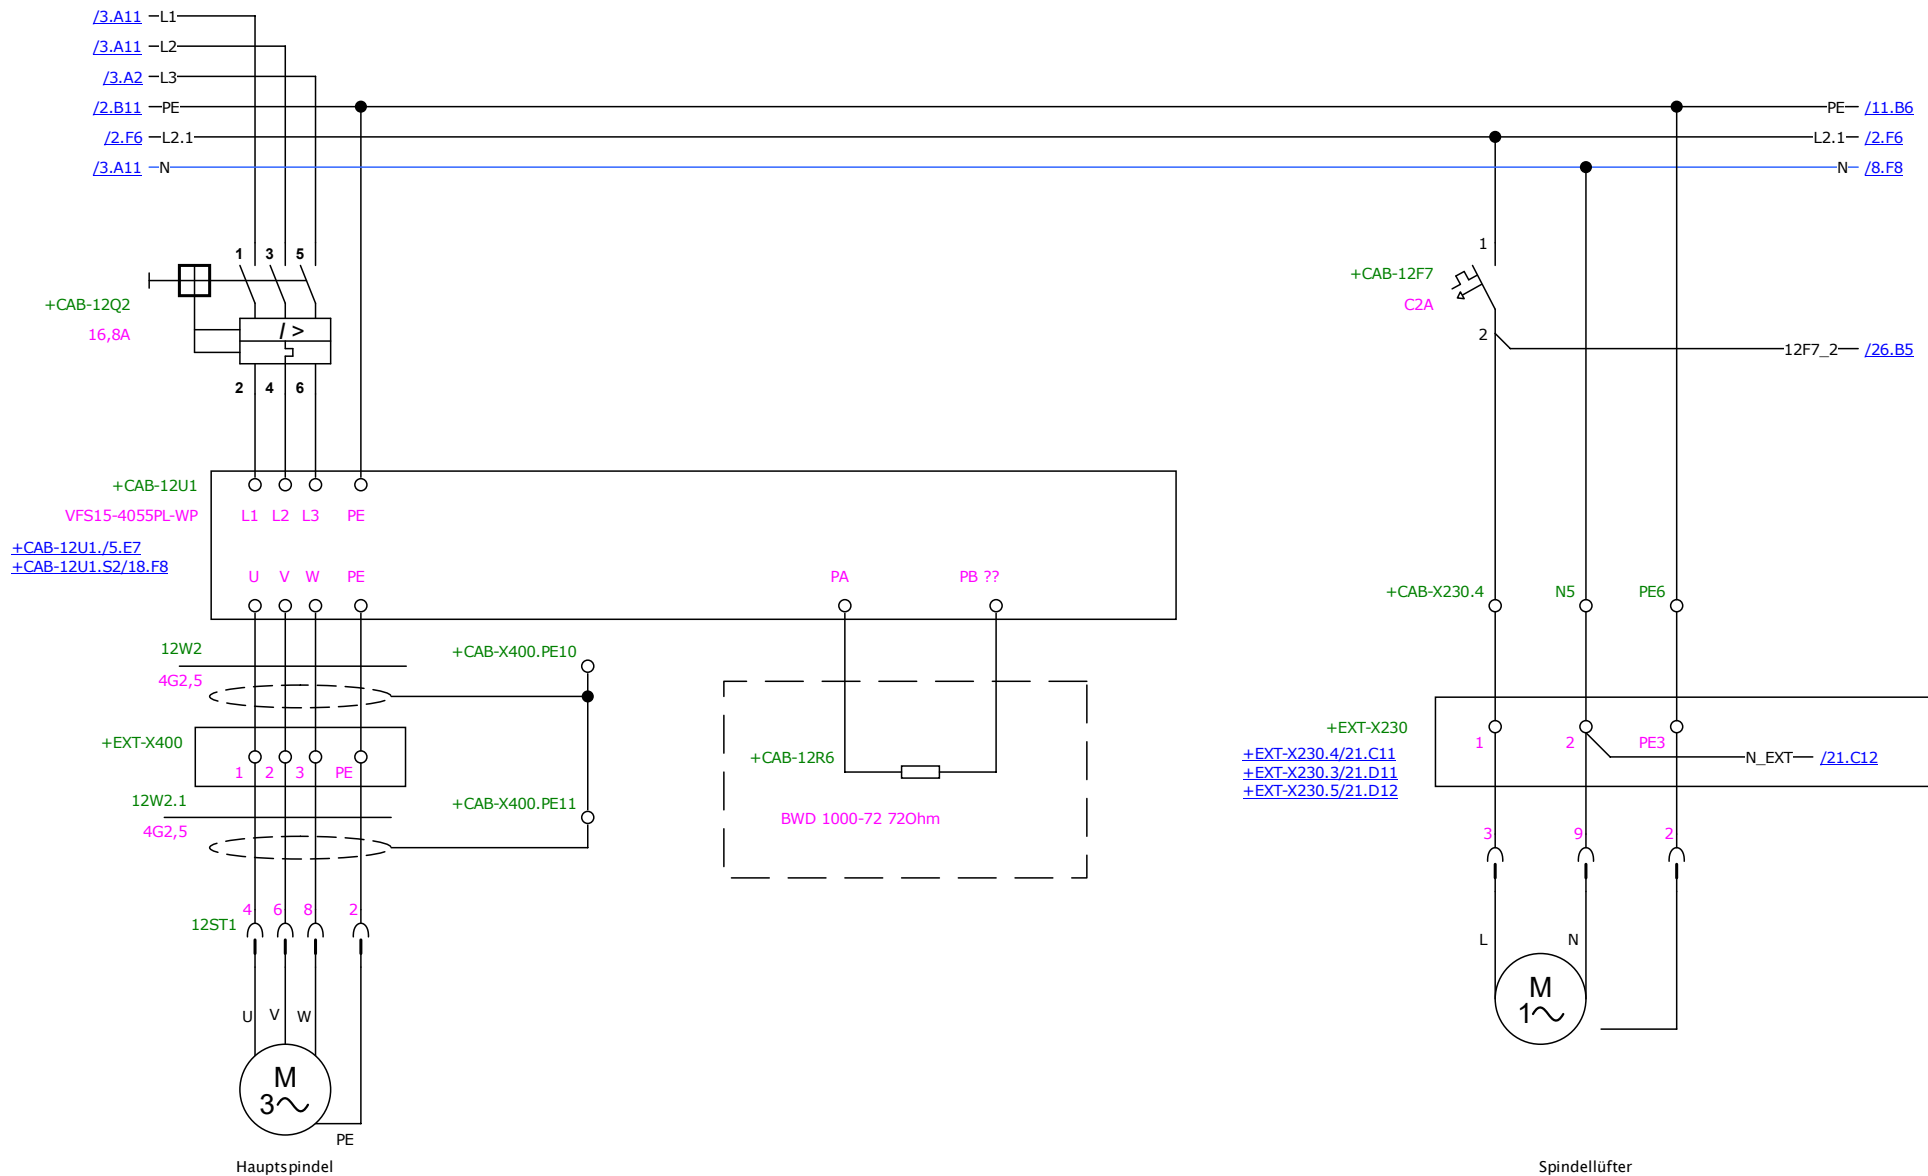 /3.A11 L1
/3.A11 L2
/3.A2 L3
/2.B11 PE PE /11.B6
/2.F6 L2.1 L2.1 /2.F6
/3.A11 N N /8.F8
1 3 5
+CAB-12Q2
16,8A
I >
2 4 6
1
+CAB-12F7
C2A
2
12F7_2 /26.B5
+CAB-12U1
VFS15-4055PL-WP
L1 L2 L3 PE
+CAB-12U1./5.E7
+CAB-12U1.S2/18.F8
U V W PE PA PB ??
+CAB-X230.4 N5 PE6
12W2
4G2,5
+CAB-X400.PE10
+EXT-X400
1 2 3 PE
12W2.1
4G2,5
+CAB-X400.PE11
+CAB-12R6
BWD 1000-72 72Ohm
+EXT-X230
1 2 PE3
+EXT-X230.4/21.C11
+EXT-X230.3/21.D11
+EXT-X230.5/21.D12
N_EXT /21.C12
3 9 2
4 6 8 2
12ST1
L N
M
1
U V W
M
3
PE
Hauptspindel
Spindellüfter